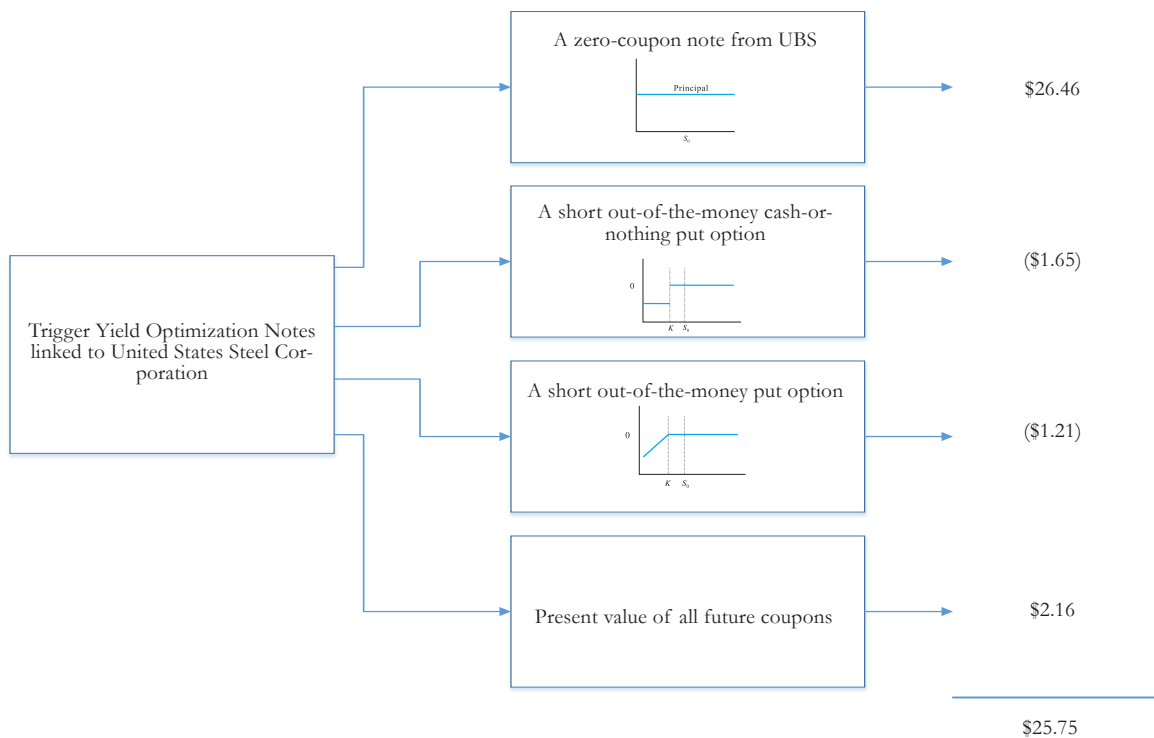 A zero-coupon note from UBS
Principal
S₀
$26.46
A short out-of-the-money cash-or-
nothing put option
0
K
S₀
($1.65)
Trigger Yield Optimization Notes
linked to United States Steel Cor-
poration
A short out-of-the-money put option
0
K
S₀
($1.21)
Present value of all future coupons
$2.16
$25.75